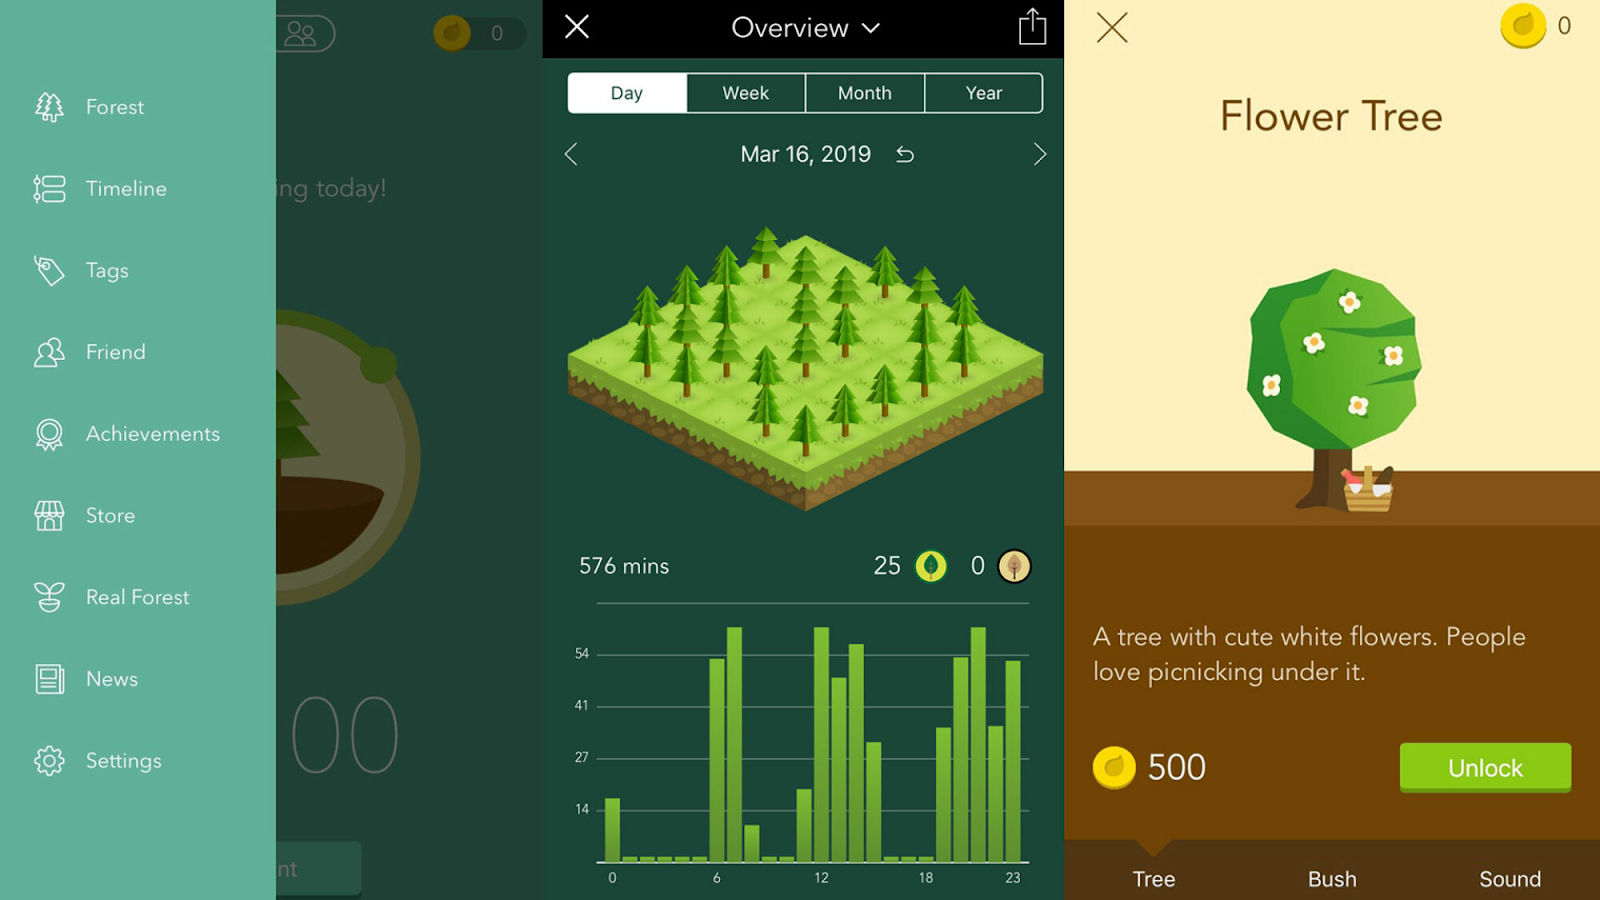 0
ing today!
Forest
Timeline
Tags
Friend
Achievements
Store
Real Forest
News
Settings
00
nt
Overview
Day Week Month Year
Mar 16, 2019
576 mins 25 0
54
41
27
14
0 6 12 18 23
0
Flower Tree
A tree with cute white flowers. People
love picnicking under it.
500 Unlock
Tree Bush Sound